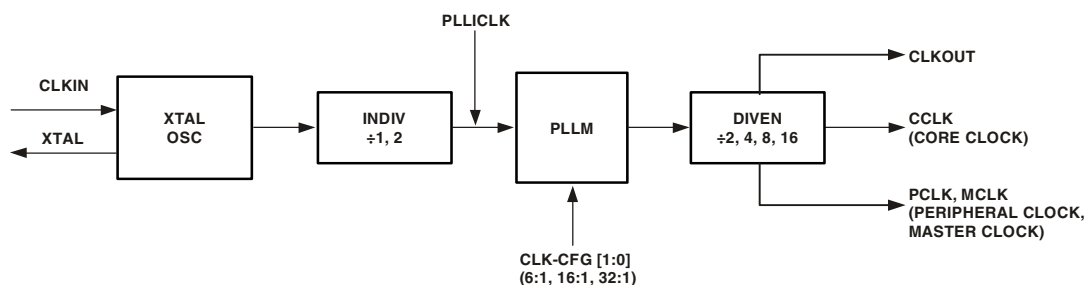 PLLICLK
CLKIN
XTAL
XTAL
OSC
INDIV
÷1, 2
PLLM
DIVEN
÷2, 4, 8, 16
CLKOUT
CCLK
(CORE CLOCK)
PCLK, MCLK
(PERIPHERAL CLOCK,
MASTER CLOCK)
CLK-CFG [1:0]
(6:1, 16:1, 32:1)